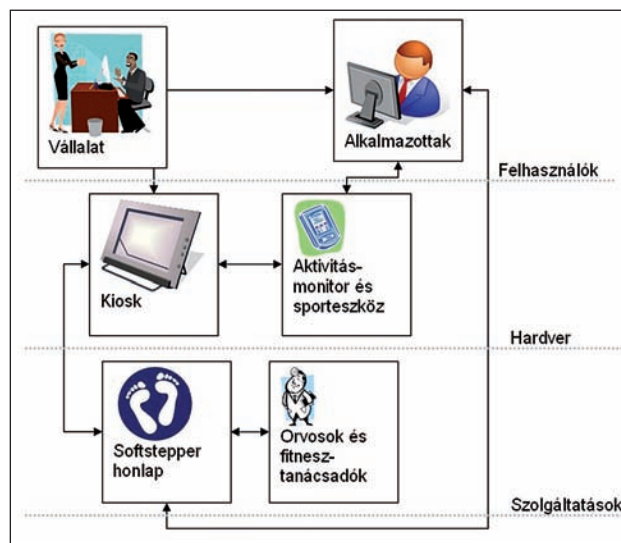 Vállalat
Alkalmazottak
Felhasználók
Kiosk
Aktivitás-
monitor és
sporteszköz
Hardver
Softstepper
honlap
Orvosok és
fitnesz-
tanácsadók
Szolgáltatások